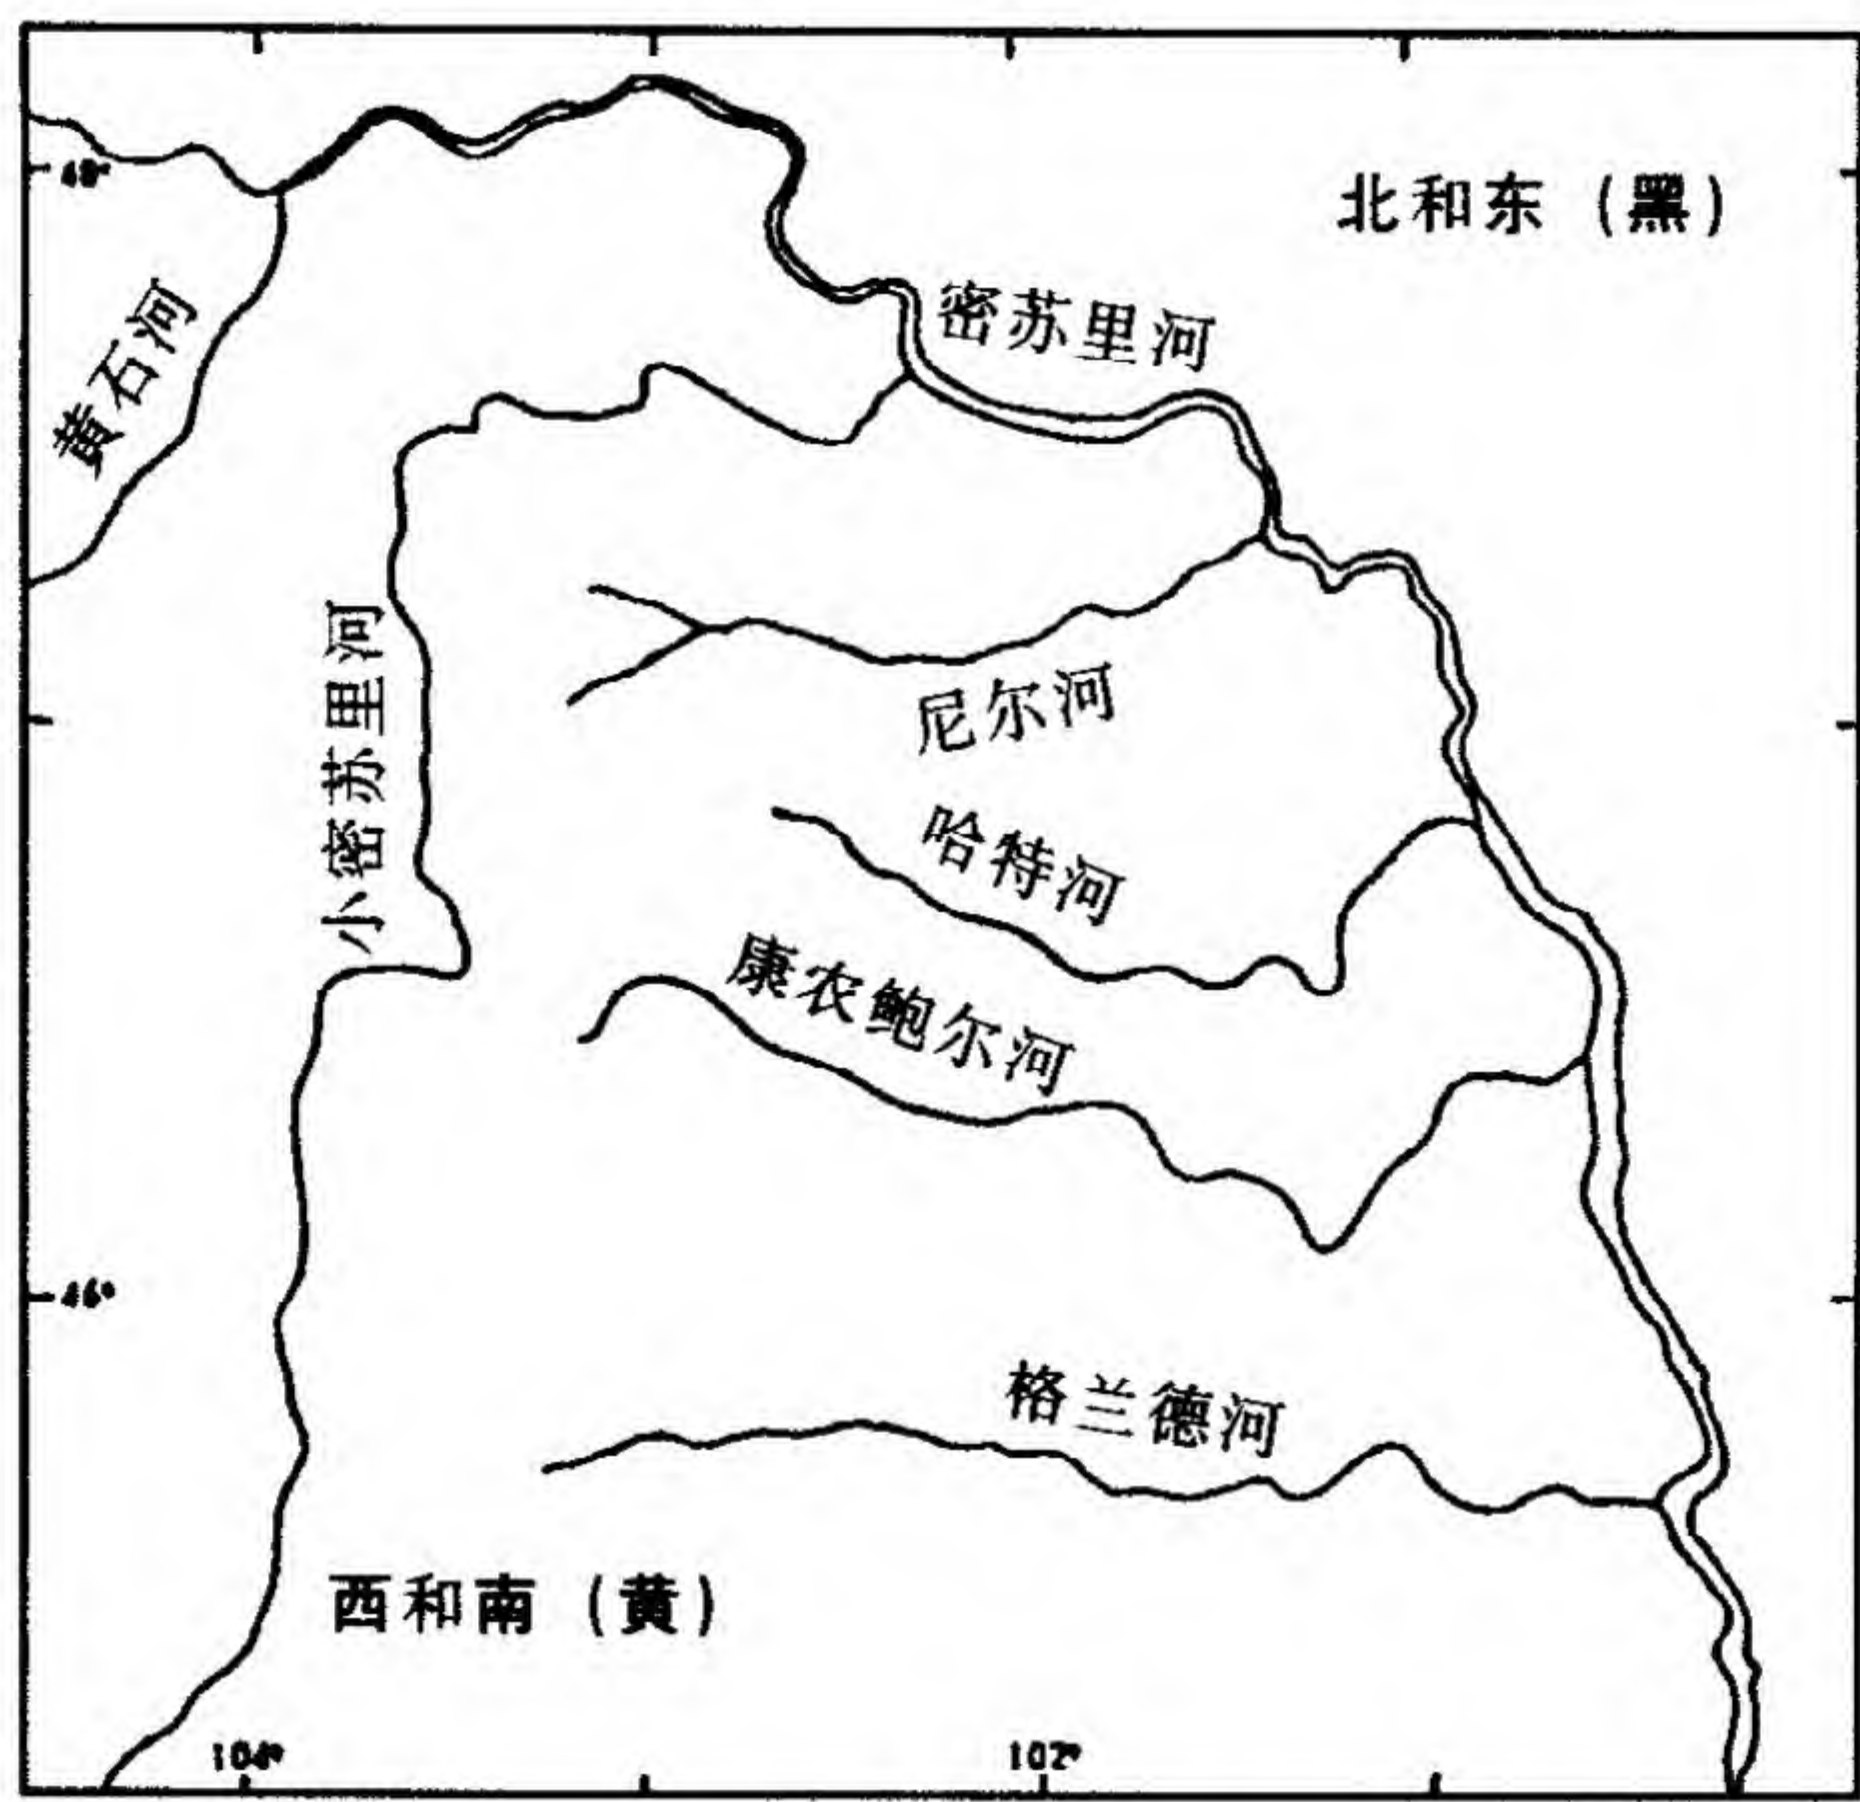 48°
北和东（黑）
密苏里河
黄石河
小密苏里河
尼尔河
哈特河
康农鲍尔河
46°
格兰德河
西和南（黄）
104°
102°